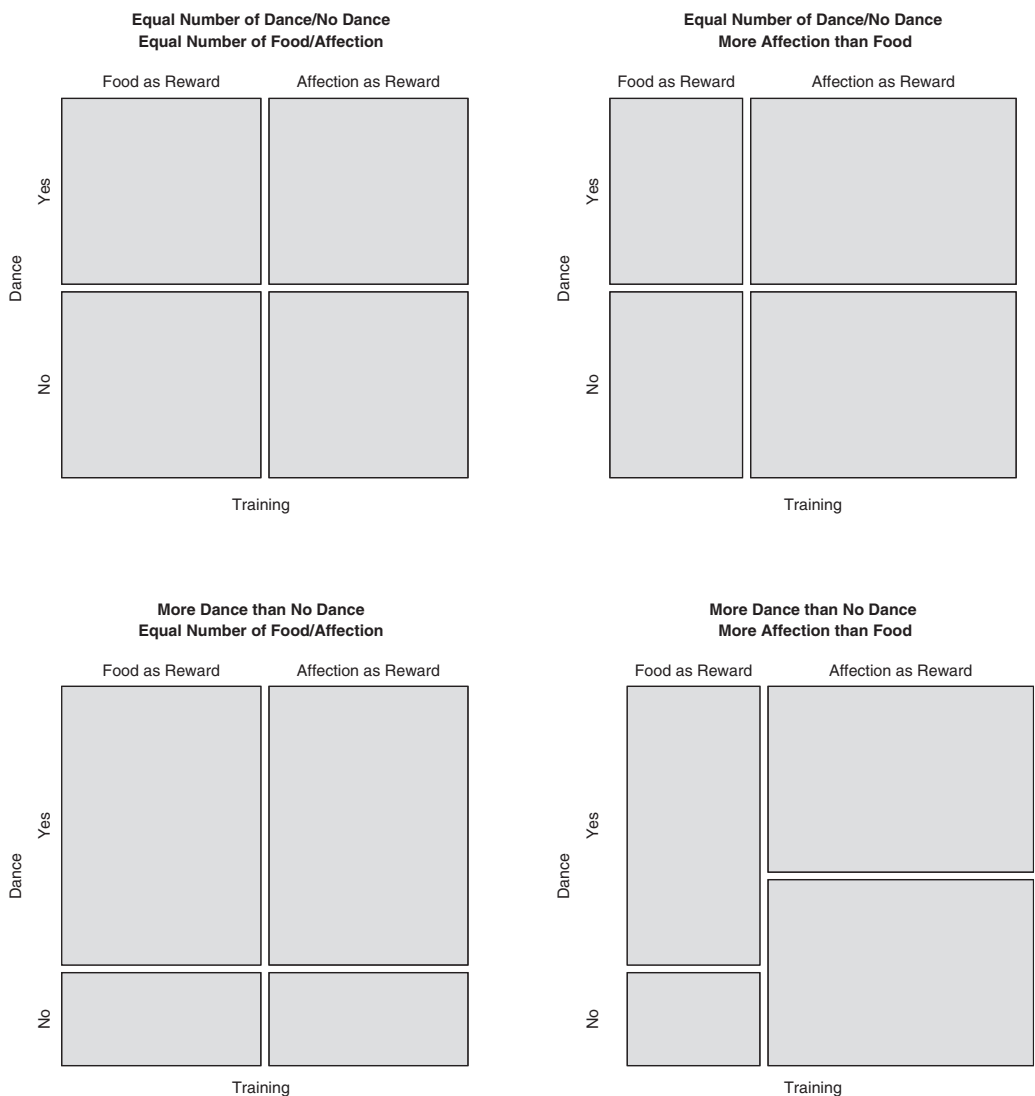 Equal Number of Dance/No Dance
Equal Number of Food/Affection
Food as Reward
Affection as Reward
Yes
Dance
No
Training
Equal Number of Dance/No Dance
More Affection than Food
Food as Reward
Affection as Reward
Yes
Dance
No
Training
More Dance than No Dance
Equal Number of Food/Affection
Food as Reward
Affection as Reward
Yes
Dance
No
Training
More Dance than No Dance
More Affection than Food
Food as Reward
Affection as Reward
Yes
Dance
No
Training